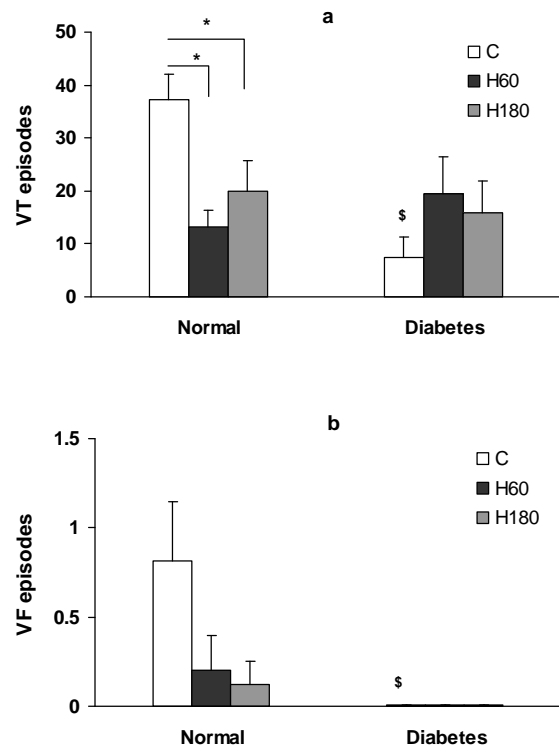 a
50
40
30
20
10
0
VT episodes
*
*
$
C
H60
H180
Normal Diabetes
b
1.5
1
0.5
0
VF episodes
$
C
H60
H180
Normal Diabetes